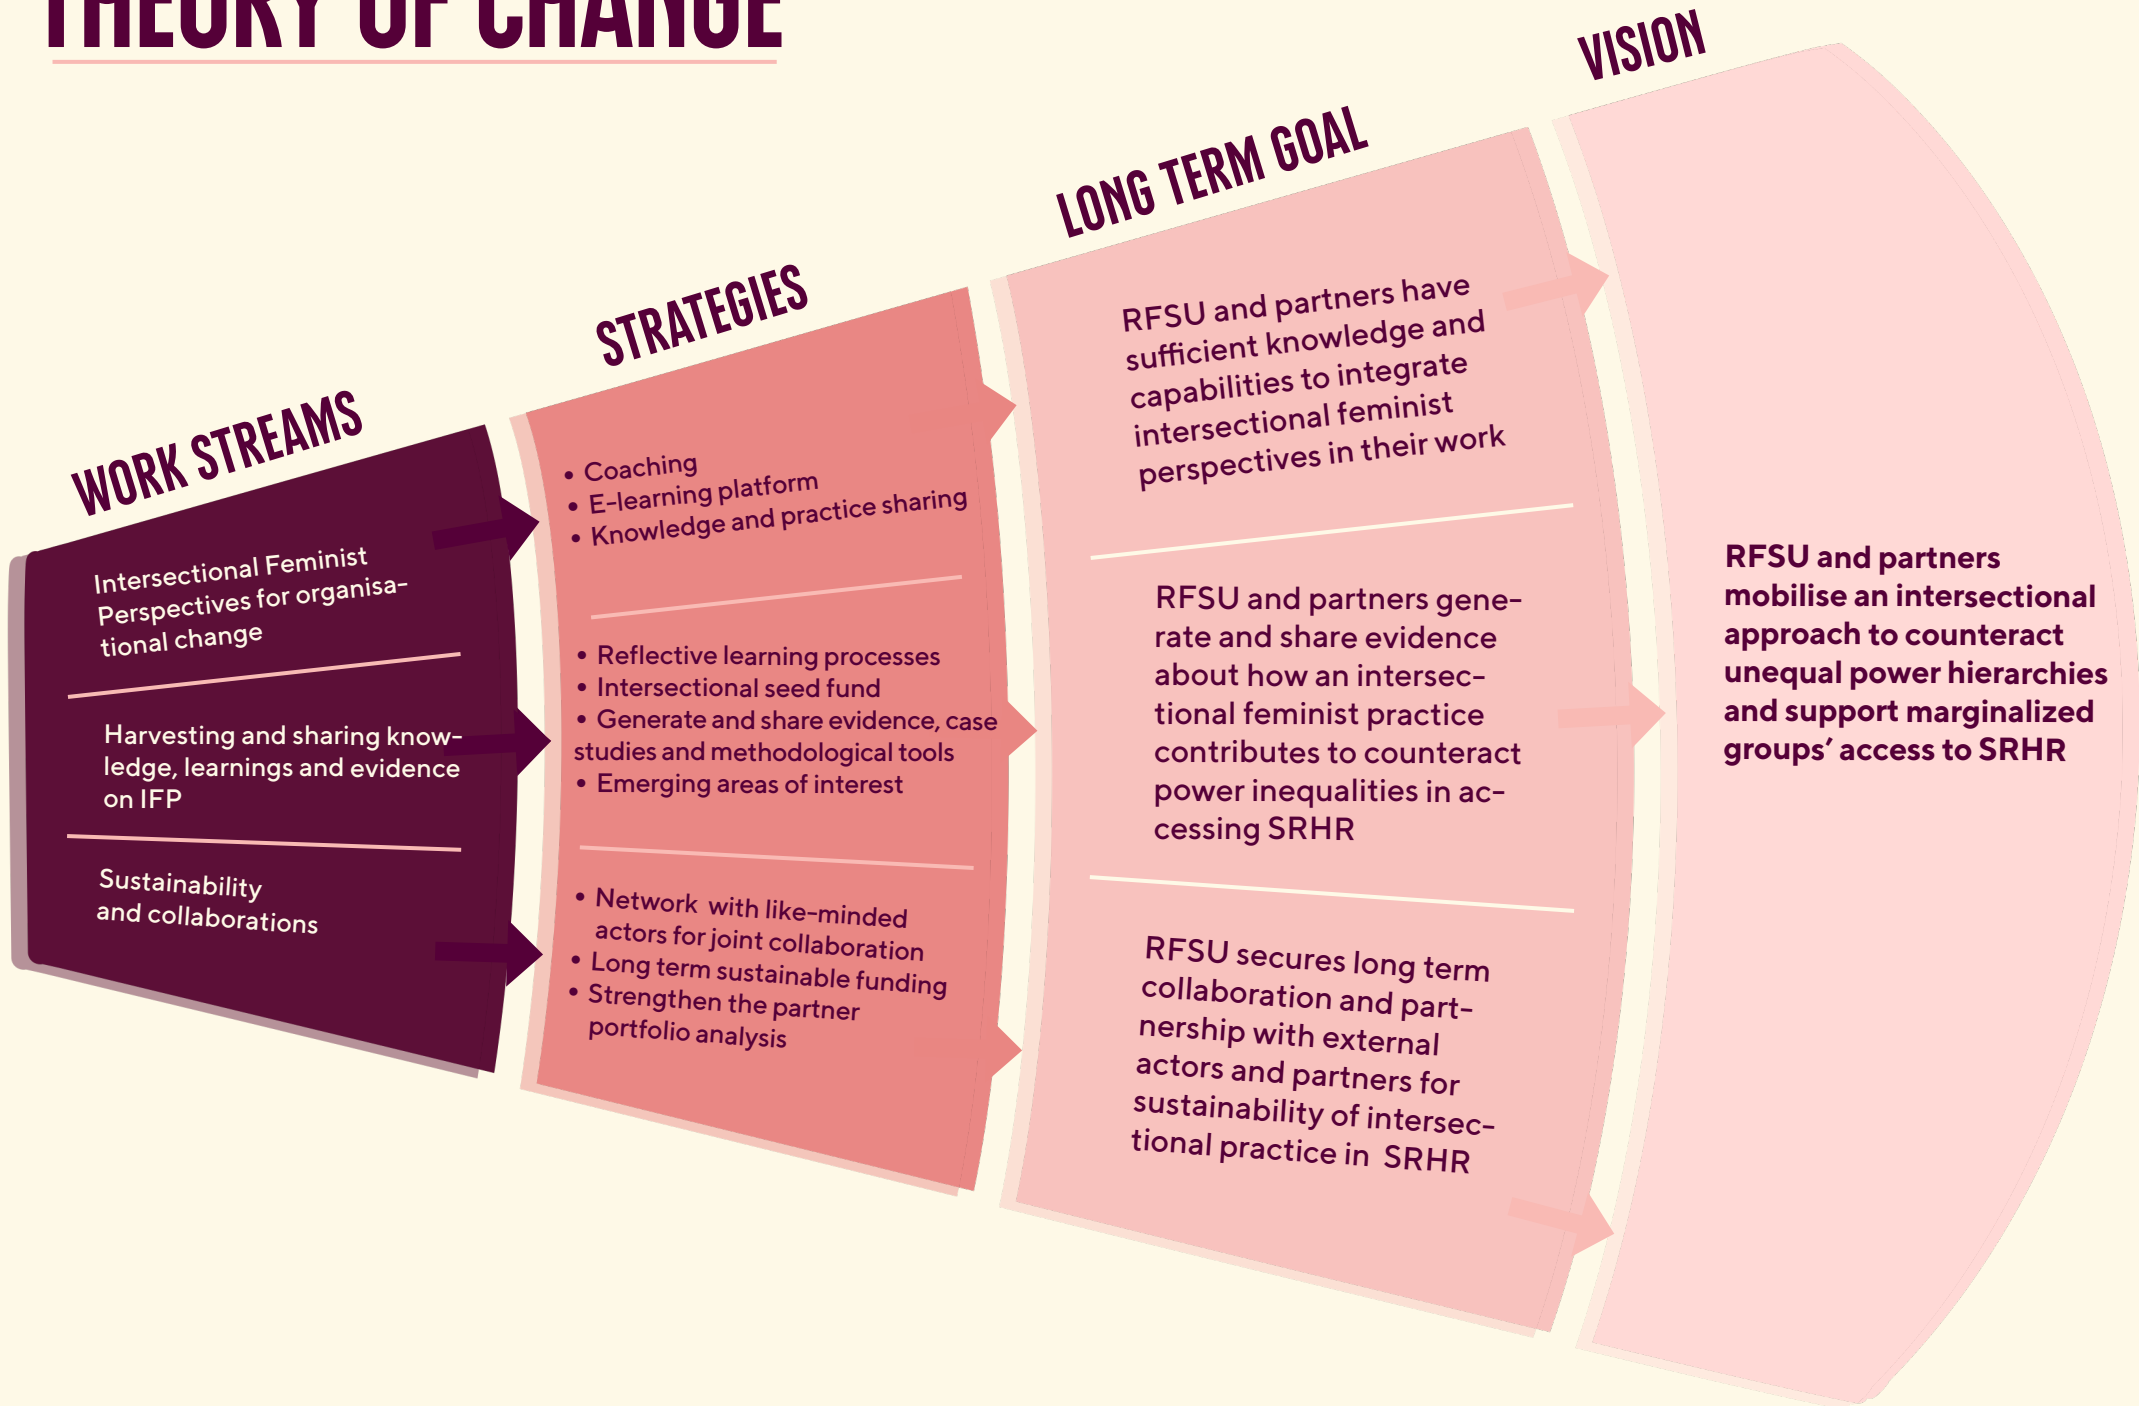 THEORY OF CHANGE
WORK STREAMS
Intersectional Feminist
Perspectives for organisa-
tional change
Harvesting and sharing know-
ledge, learnings and evidence
on IFP
Sustainability
and collaborations
STRATEGIES
• Coaching
• E-learning platform
• Knowledge and practice sharing
• Reflective learning processes
• Intersectional seed fund
• Generate and share evidence, case
studies and methodological tools
• Emerging areas of interest
• Network with like-minded
actors for joint collaboration
• Long term sustainable funding
• Strengthen the partner
portfolio analysis
LONG TERM GOAL
RFSU and partners have
sufficient knowledge and
capabilities to integrate
intersectional feminist
perspectives in their work
RFSU and partners gene-
rate and share evidence
about how an intersec-
tional feminist practice
contributes to counteract
power inequalities in ac-
cessing SRHR
RFSU secures long term
collaboration and part-
nership with external
actors and partners for
sustainability of intersec-
tional practice in SRHR
VISION
RFSU and partners
mobilise an intersectional
approach to counteract
unequal power hierarchies
and support marginalized
groups’ access to SRHR